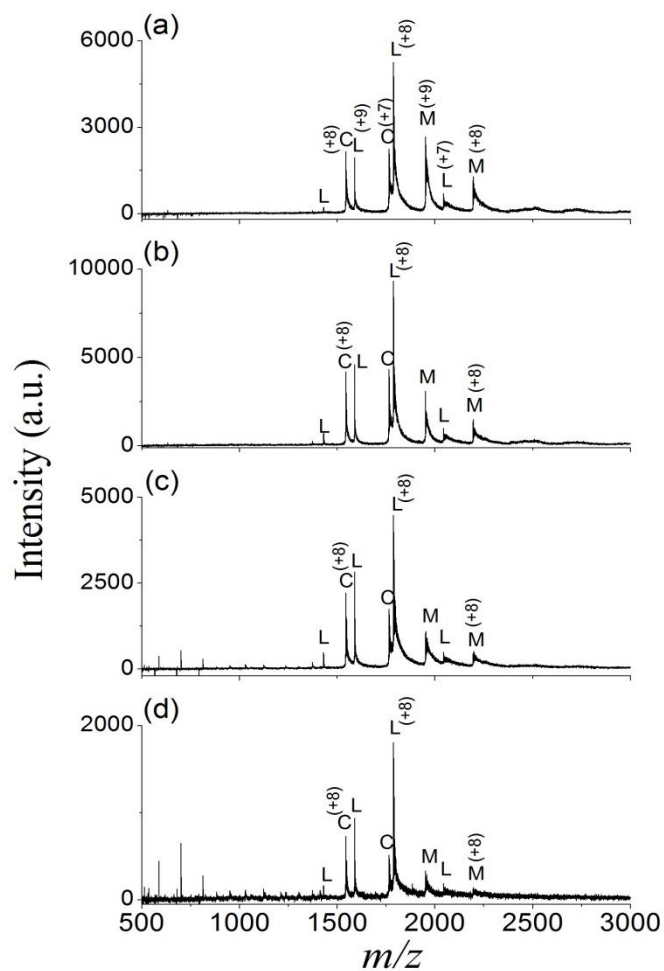 (a)
6000
3000
0
L
(+8)
C
(+9)
L
(+7)
C
L(+8)
(+9)
M
(+7)
L
(+8)
M
(b)
10000
5000
0
L
(+8)
C
L
C
L(+8)
M
L
(+8)
M
(c)
5000
2500
0
L
(+8)
C
L
C
L(+8)
M
L
(+8)
M
(d)
2000
1000
0
L
(+8)
C
L
C
L(+8)
M
L
(+8)
M
500 1000 1500 2000 2500 3000
m/z
Intensity (a.u.)